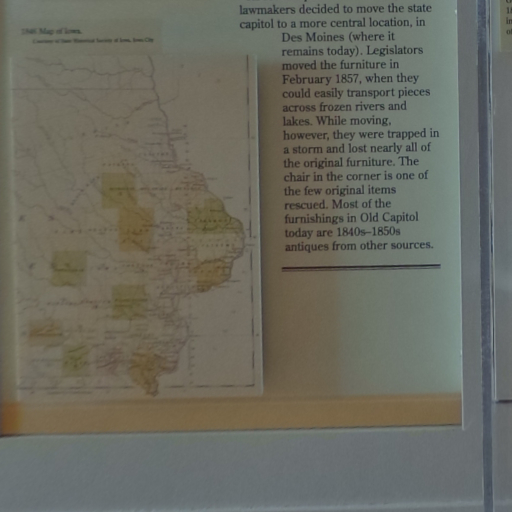 lawmakers decided to move the state
capitol to a more central location, in
Des Moines (where it
remains today). Legislators
moved the furniture in
February 1857, when they
could easily transport pieces
across frozen rivers and
lakes. While moving,
however, they were trapped in
a storm and lost nearly all of
the original furniture. The
chair in the corner is one of
the few original items
rescued. Most of the
furnishings in Old Capitol
today are 1840s–1850s
antiques from other sources.
Map of Iowa.
Courtesy of State Historical Society of Iowa, Iowa City